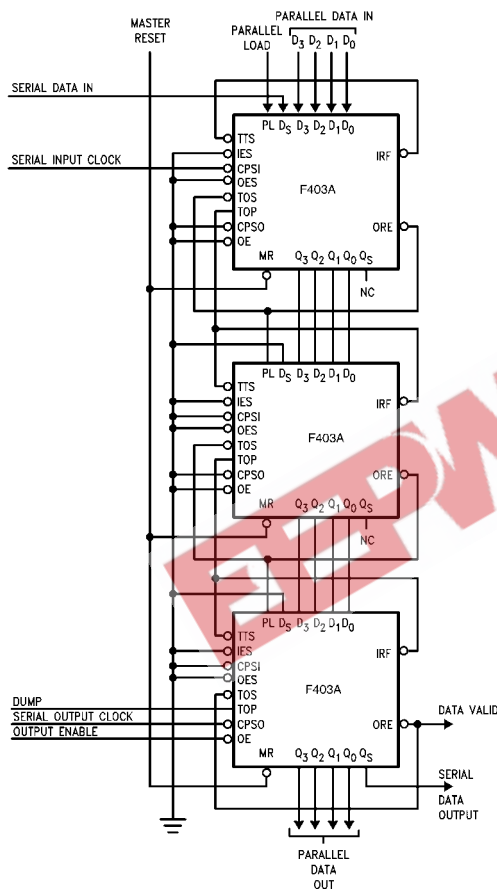 PARALLEL DATA IN
MASTER
RESET
PARALLEL
LOAD
D3 D2 D1 D0
SERIAL DATA IN
PL DS D3 D2 D1 D0
TTS
IES
IRF
SERIAL INPUT CLOCK
CPSI
OES
F403A
TOS
TOP
ORE
CPSO
OE
MR
Q3 Q2 Q1 Q0 QS
NC
PL DS D3 D2 D1 D0
TTS
IES
IRF
CPSI
OES
F403A
TOS
TOP
ORE
CPSO
OE
MR
Q3 Q2 Q1 Q0 QS
NC
PL DS D3 D2 D1 D0
TTS
IES
IRF
CPSI
OES
F403A
TOS
DUMP
TOP
SERIAL OUTPUT CLOCK
CPSO
ORE
DATA VALID
OUTPUT ENABLE
OE
MR
Q3 Q2 Q1 Q0 QS
SERIAL
DATA
OUTPUT
PARALLEL
DATA
OUT